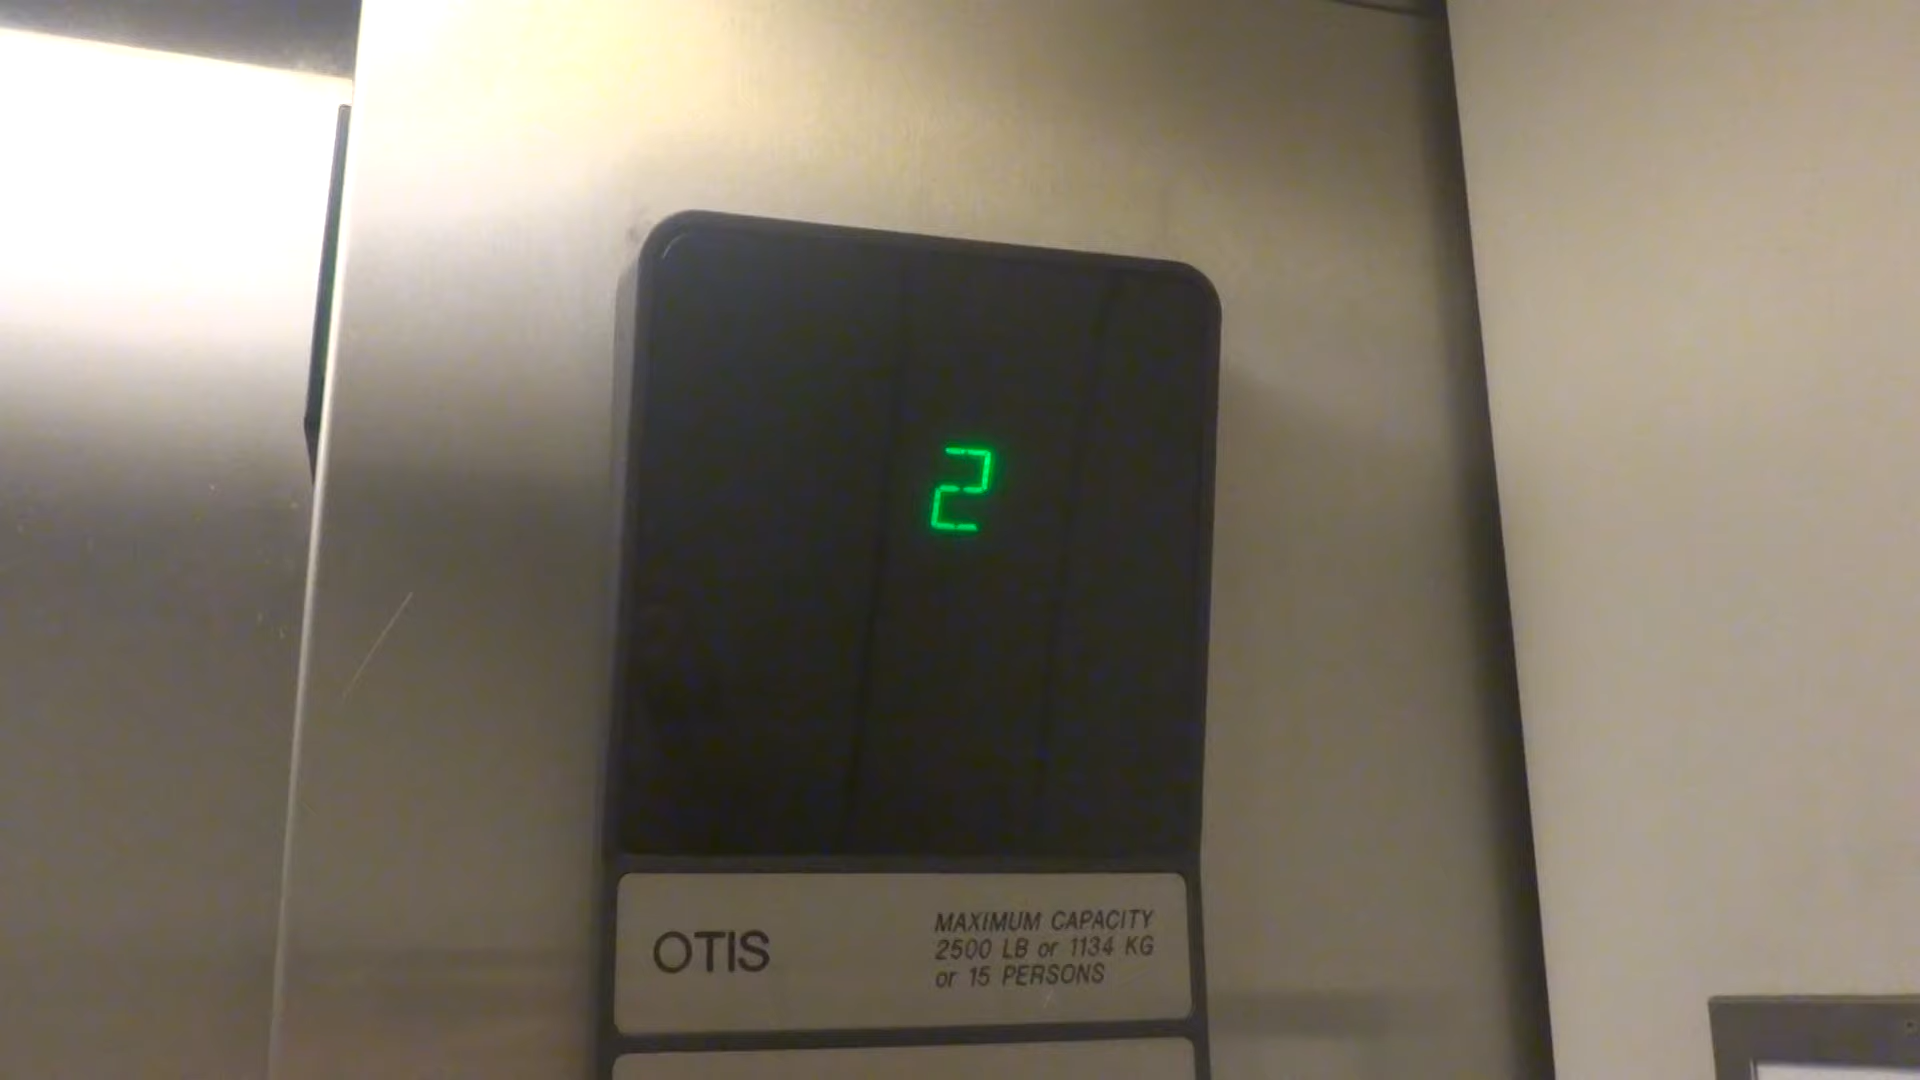 2
OTIS
MAXIMUM CAPACITY
2500 LB or 1134 KG
or 15 PERSONS